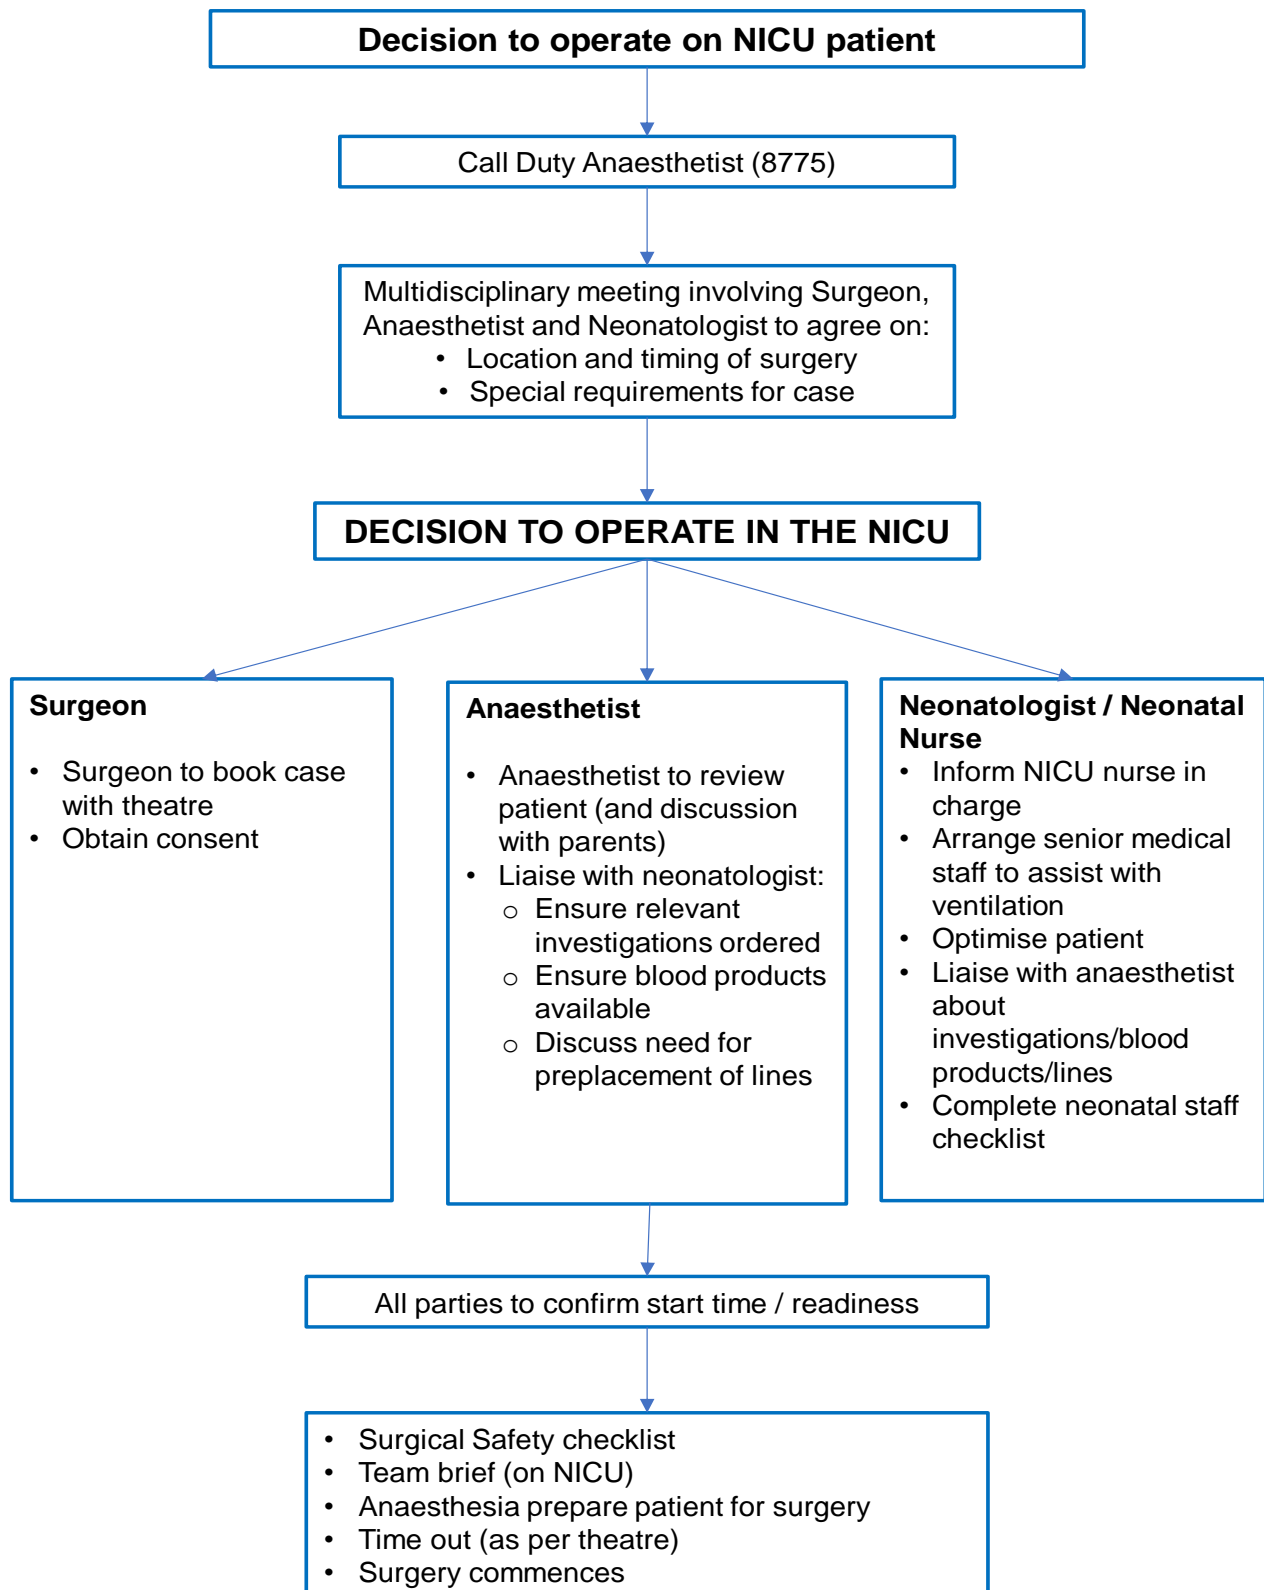 Decision to operate on NICU patient
Call Duty Anaesthetist (8775)
Multidisciplinary meeting involving Surgeon,
Anaesthetist and Neonatologist to agree on:
• Location and timing of surgery
• Special requirements for case
DECISION TO OPERATE IN THE NICU
Surgeon
• Surgeon to book case
with theatre
• Obtain consent
Anaesthetist
• Anaesthetist to review
patient (and discussion
with parents)
• Liaise with neonatologist:
o Ensure relevant
investigations ordered
o Ensure blood products
available
o Discuss need for
preplacement of lines
Neonatologist / Neonatal
Nurse
• Inform NICU nurse in
charge
• Arrange senior medical
staff to assist with
ventilation
• Optimise patient
• Liaise with anaesthetist
about
investigations/blood
products/lines
• Complete neonatal staff
checklist
All parties to confirm start time / readiness
• Surgical Safety checklist
• Team brief (on NICU)
• Anaesthesia prepare patient for surgery
• Time out (as per theatre)
• Surgery commences